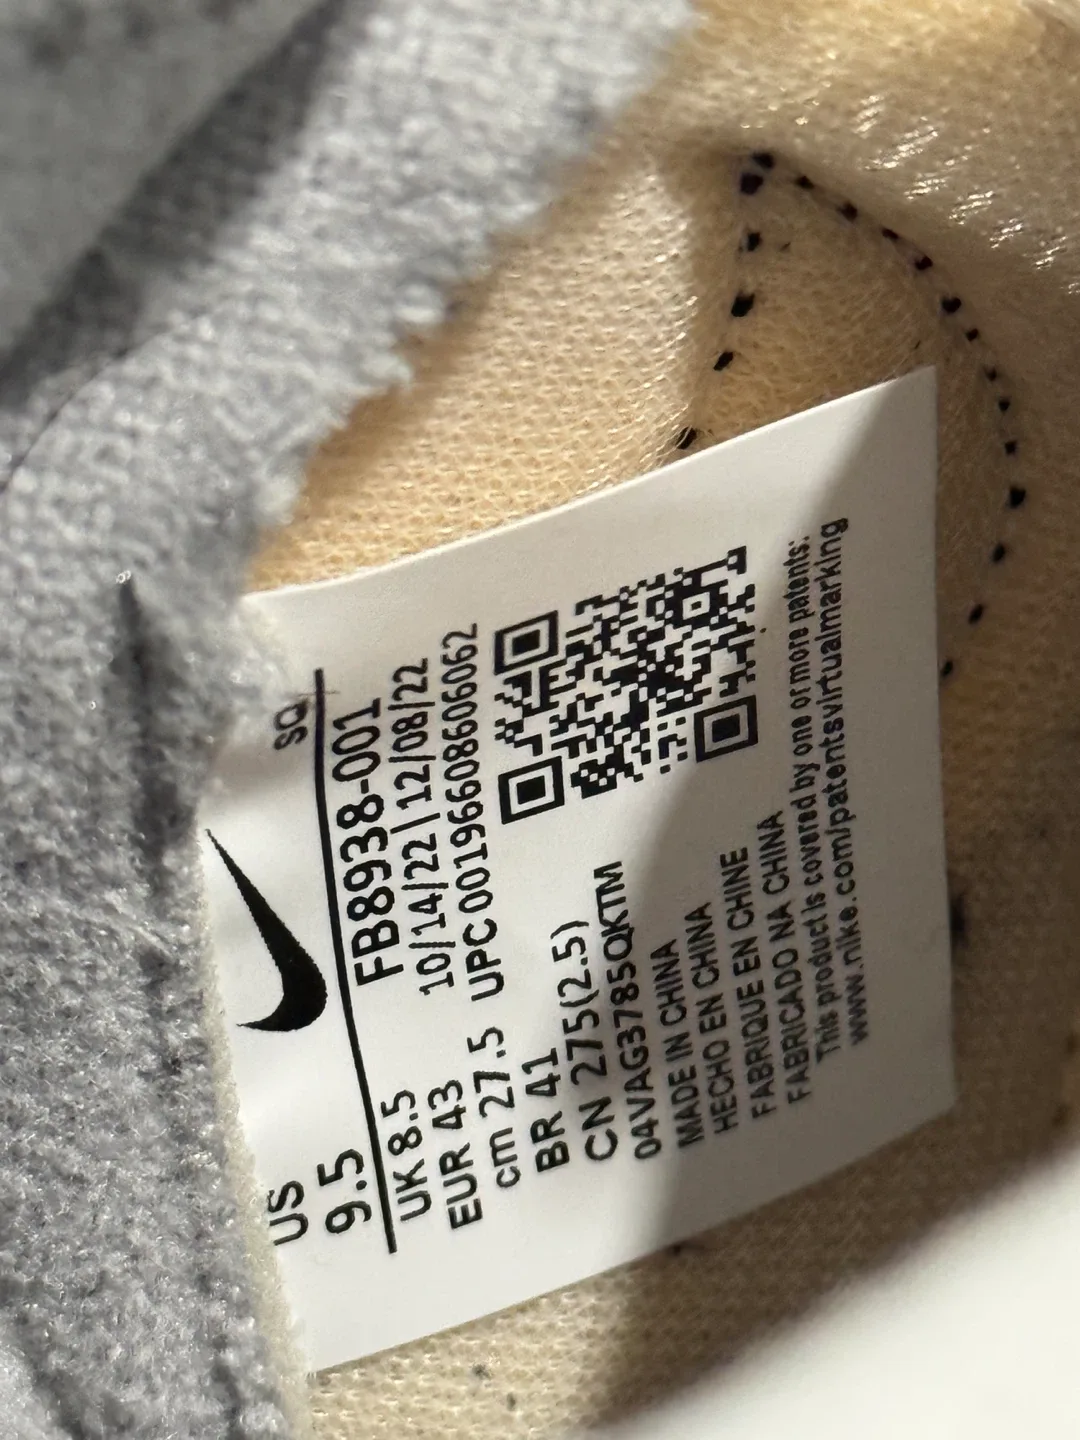 US
9.5
SQ
UK 8.5
FB8938-001
EUR 43
10/14/22|12/08/22
cm 27.5
UPC 00196608606062
BR 41
CN 275(2.5)
04VAG3785QKTM
MADE IN CHINA
HECHO EN CHINA
FABRIQUE EN CHINE
FABRICADO NA CHINA
This product is covered by one or more patents:
www.nike.com/patentsvirtualmarking